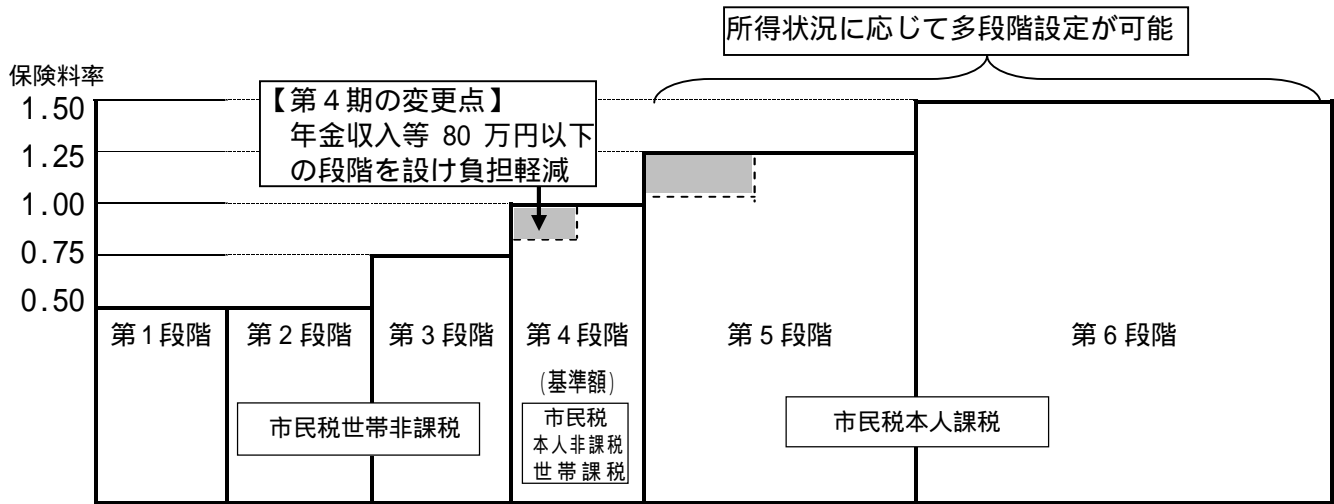 所得状況に応じて多段階設定が可能
保険料率
1.50
1.25
1.00
0.75
0.50
【第４期の変更点】
年金収入等 80 万円以下
の段階を設け負担軽減
第１段階
第２段階
第３段階
第４段階
(基準額)
第５段階
第６段階
市民税世帯非課税
市民税
本人非課税
世帯課税
市民税本人課税